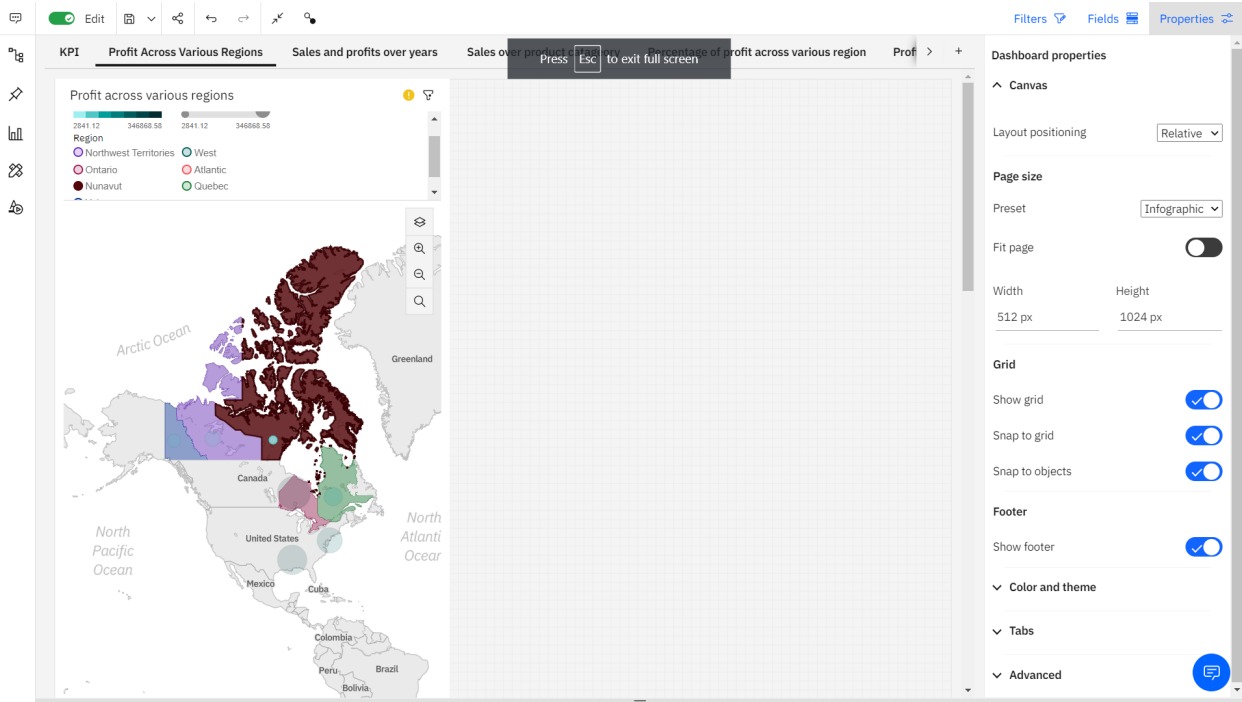 Edit
Filters
Fields
Properties
KPI
Profit Across Various Regions
Sales and profits over years
Sales over product category
Percentage of profit across various region
Prof
Press Esc to exit full screen
Profit across various regions
2841.12 346868.58 2841.12 346868.58
Region
Northwest Territories West
Ontario Atlantic
Nunavut Quebec
Arctic Ocean
Greenland
Canada
North
Pacific
Ocean
United States
North
Atlanti
Ocear
Mexico
Cuba
Colombia
Peru
Brazil
Bolivia
Dashboard properties
Canvas
Layout positioning Relative
Page size
Preset Infographic
Fit page
Width Height
512 px 1024 px
Grid
Show grid
Snap to grid
Snap to objects
Footer
Show footer
Color and theme
Tabs
Advanced